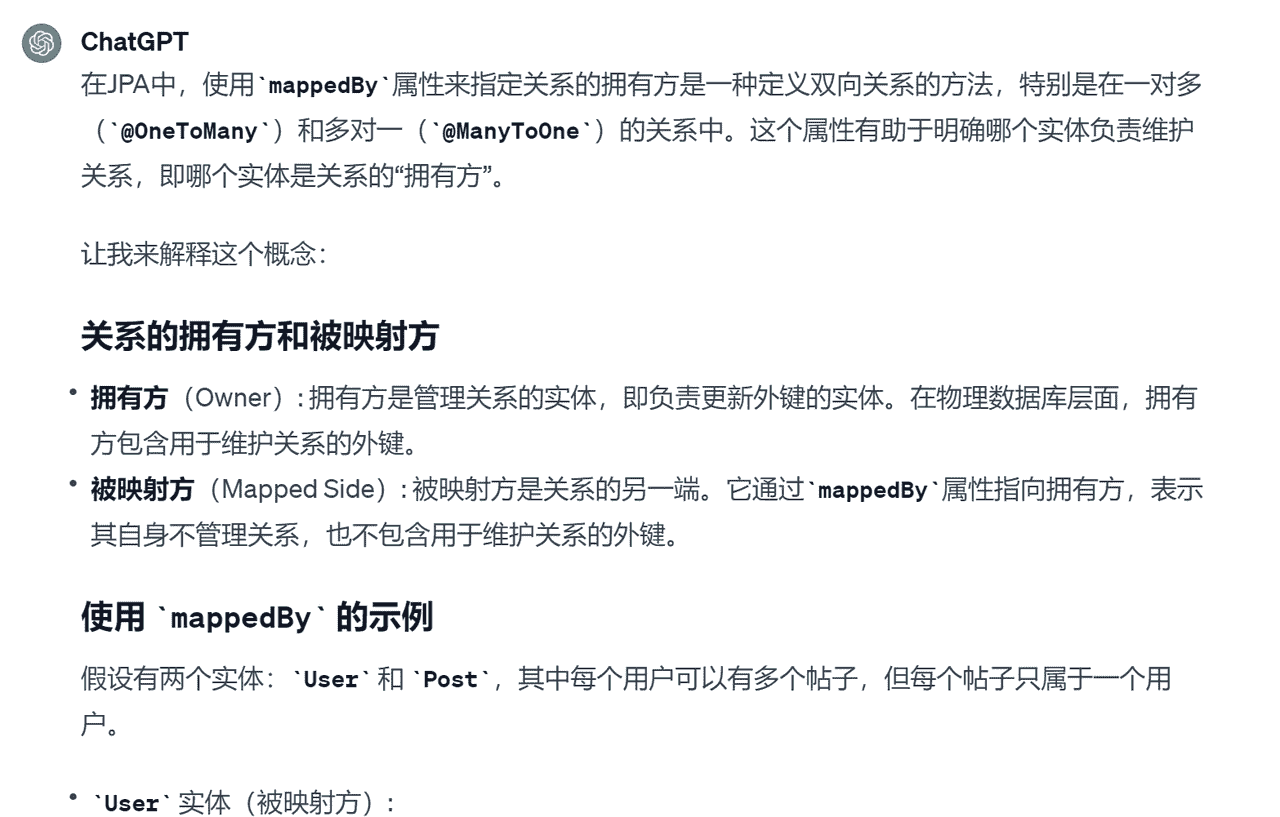 ChatGPT
在JPA中，使用`mappedBy`属性来指定关系的拥有方是一种定义双向关系的方法，特别是在一对多
（`@OneToMany`）和多对一（`@ManyToOne`）的关系中。这个属性有助于明确哪个实体负责维护
关系，即哪个实体是关系的“拥有方”。
让我来解释这个概念：
关系的拥有方和被映射方
• 拥有方（Owner）: 拥有方是管理关系的实体，即负责更新外键的实体。在物理数据库层面，拥有
方包含用于维护关系的外键。
• 被映射方（Mapped Side）: 被映射方是关系的另一端。它通过`mappedBy`属性指向拥有方，表示
其自身不管理关系，也不包含用于维护关系的外键。
使用 `mappedBy` 的示例
假设有两个实体：`User` 和 `Post`，其中每个用户可以有多个帖子，但每个帖子只属于一个用
户。
• `User` 实体（被映射方）: